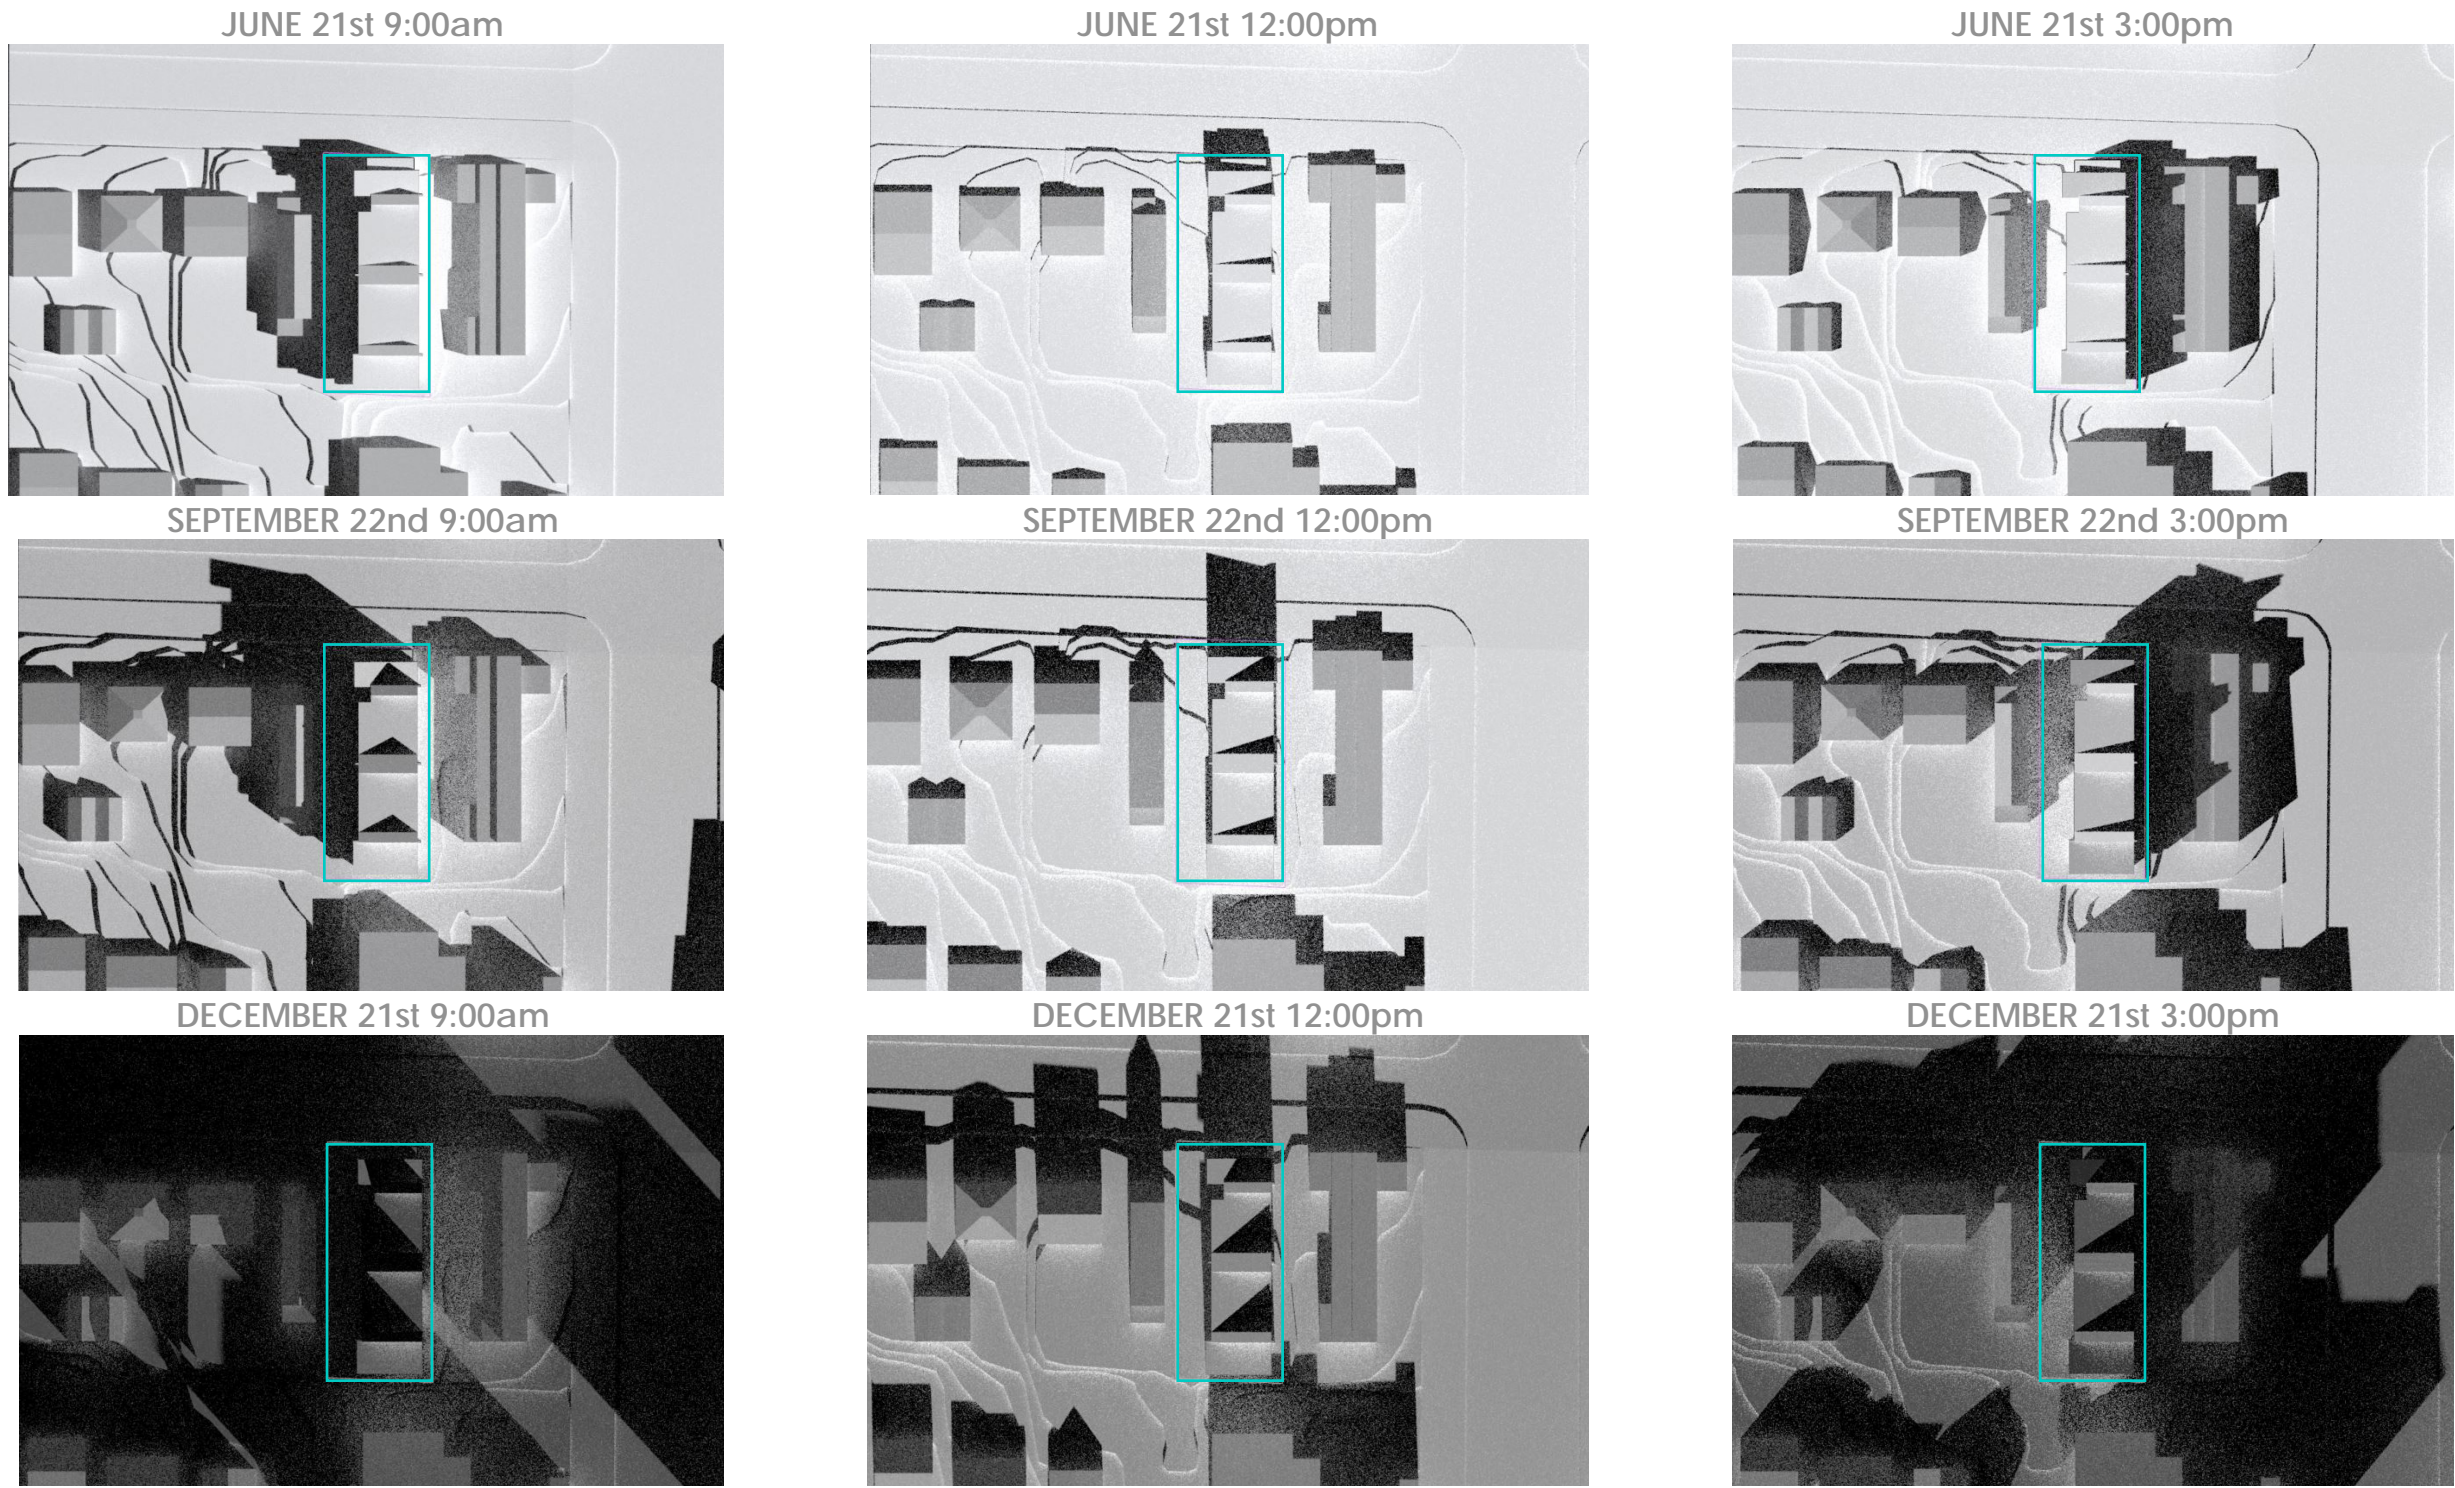 JUNE 21st 9:00am
JUNE 21st 12:00pm
JUNE 21st 3:00pm
SEPTEMBER 22nd 9:00am
SEPTEMBER 22nd 12:00pm
SEPTEMBER 22nd 3:00pm
DECEMBER 21st 9:00am
DECEMBER 21st 12:00pm
DECEMBER 21st 3:00pm